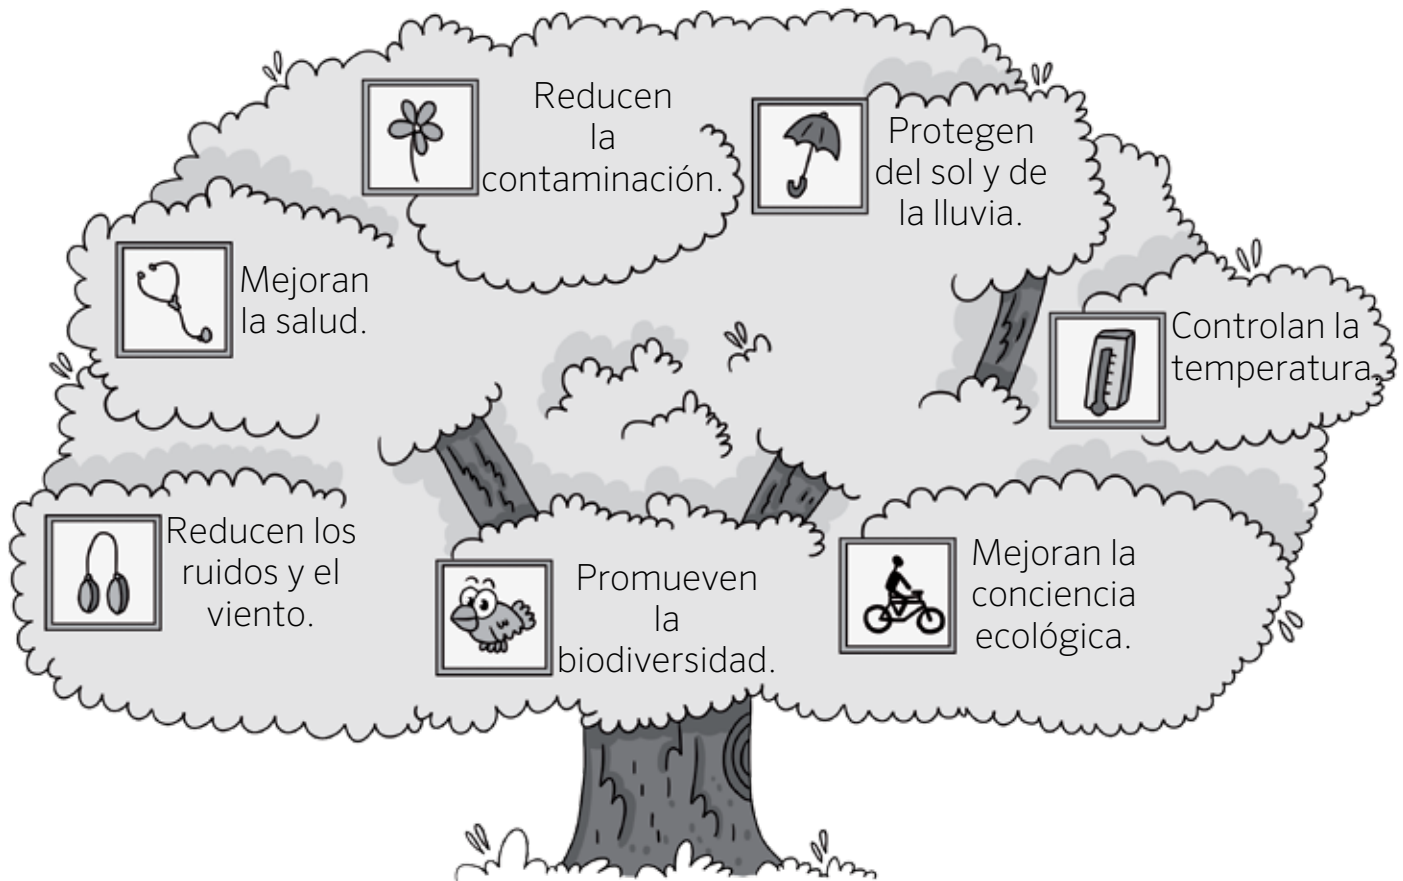 Reducen
la
contaminación.
Protegen
del sol y de
la lluvia.
Mejoran
la salud.
Controlan la
temperatura.
Reducen los
ruidos y el
viento.
Promueven
la
biodiversidad.
Mejoran la
conciencia
ecológica.